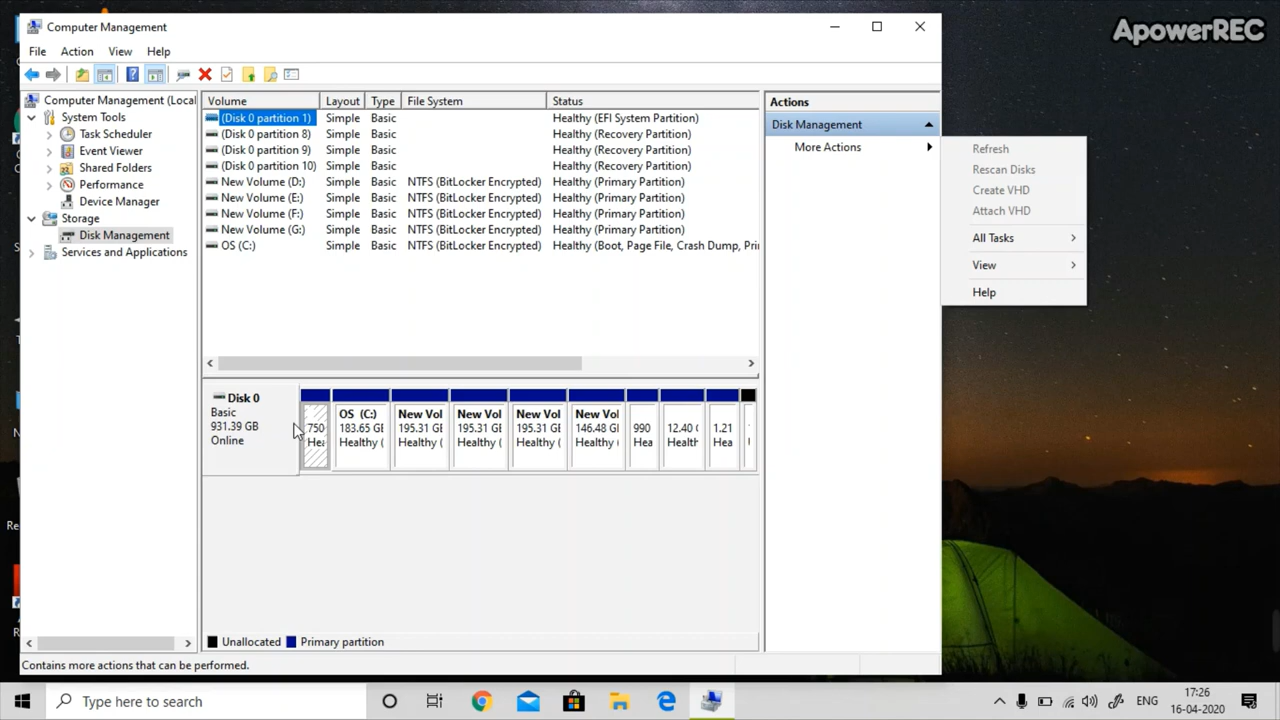 ApowerREC
Computer Management
File Action View Help
Computer Management (Local
System Tools
Task Scheduler
Event Viewer
Shared Folders
Performance
Device Manager
Storage
Disk Management
Services and Applications
Volume Layout Type File System Status
(Disk 0 partition 1) Simple Basic Healthy (EFI System Partition)
(Disk 0 partition 8) Simple Basic Healthy (Recovery Partition)
(Disk 0 partition 9) Simple Basic Healthy (Recovery Partition)
(Disk 0 partition 10) Simple Basic Healthy (Recovery Partition)
New Volume (D:) Simple Basic NTFS (BitLocker Encrypted) Healthy (Primary Partition)
New Volume (E:) Simple Basic NTFS (BitLocker Encrypted) Healthy (Primary Partition)
New Volume (F:) Simple Basic NTFS (BitLocker Encrypted) Healthy (Primary Partition)
New Volume (G:) Simple Basic NTFS (BitLocker Encrypted) Healthy (Primary Partition)
OS (C:) Simple Basic NTFS (BitLocker Encrypted) Healthy (Boot, Page File, Crash Dump, Pri
Actions
Disk Management
More Actions
Refresh
Rescan Disks
Create VHD
Attach VHD
All Tasks
View
Help
Disk 0
Basic
931.39 GB
Online
750
Hea
OS (C:)
183.65 GE
Healthy (
New Vol
195.31 GE
Healthy (
New Vol
195.31 GE
Healthy (
New Vol
195.31 GE
Healthy (
New Vol
146.48 GE
Healthy (
990
Hea
12.40 (
Health
1.21
Hea
Unallocated Primary partition
Contains more actions that can be performed.
Type here to search
ENG
17:26
16-04-2020